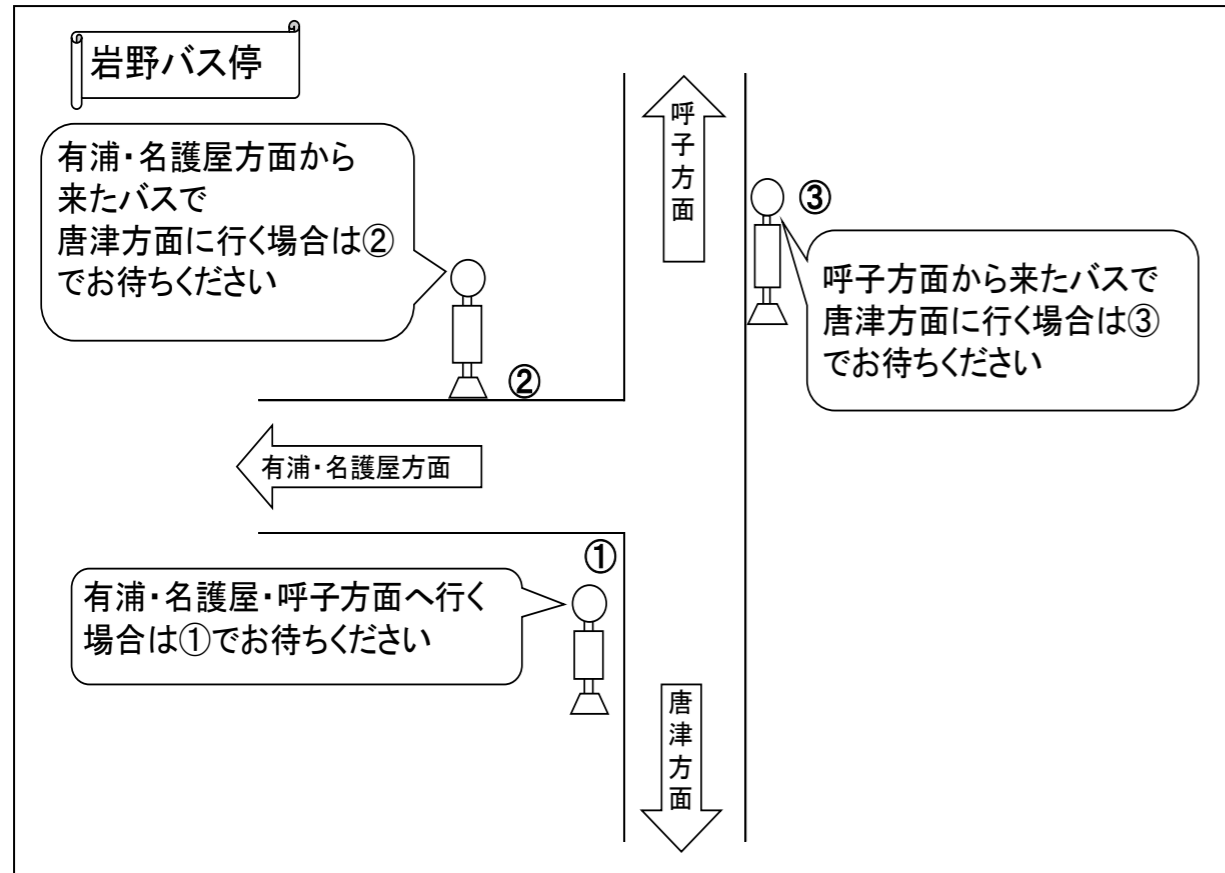 岩野バス停
有浦・名護屋方面から
来たバスで
唐津方面に行く場合は②
でお待ちください
②
呼子方面
③
呼子方面から来たバスで
唐津方面に行く場合は③
でお待ちください
有浦・名護屋方面
①
有浦・名護屋・呼子方面へ行く
場合は①でお待ちください
唐津方面